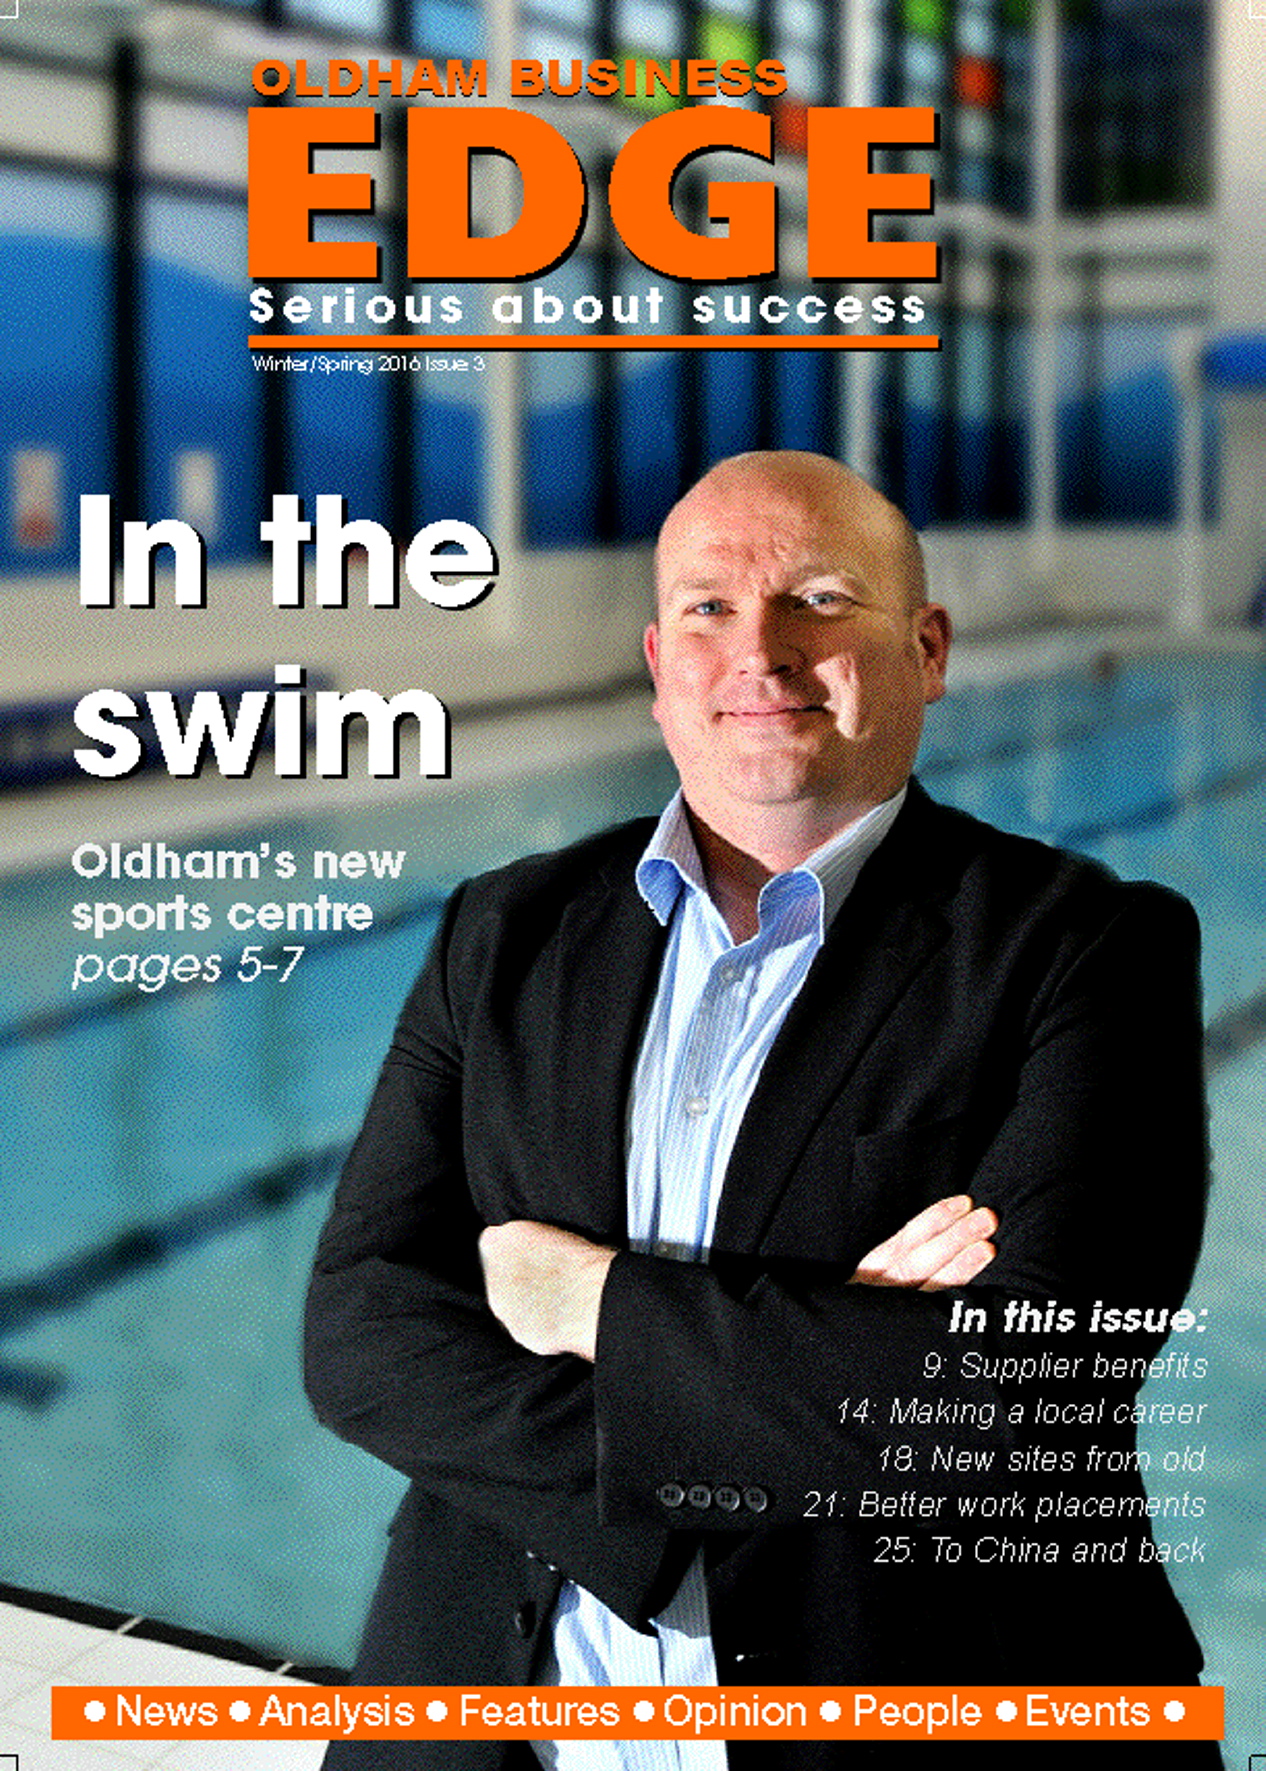 OLDHAM BUSINESS
EDGE
Serious about success
Winter/Spring 2016 Issue 3
In the
swim
Oldham's new
sports centre
pages 5-7
In this issue:
9: Supplier benefits
14: Making a local career
18: New sites from old
21: Better work placements
25: To China and back
● News ● Analysis ● Features ● Opinion ● People ● Events ●